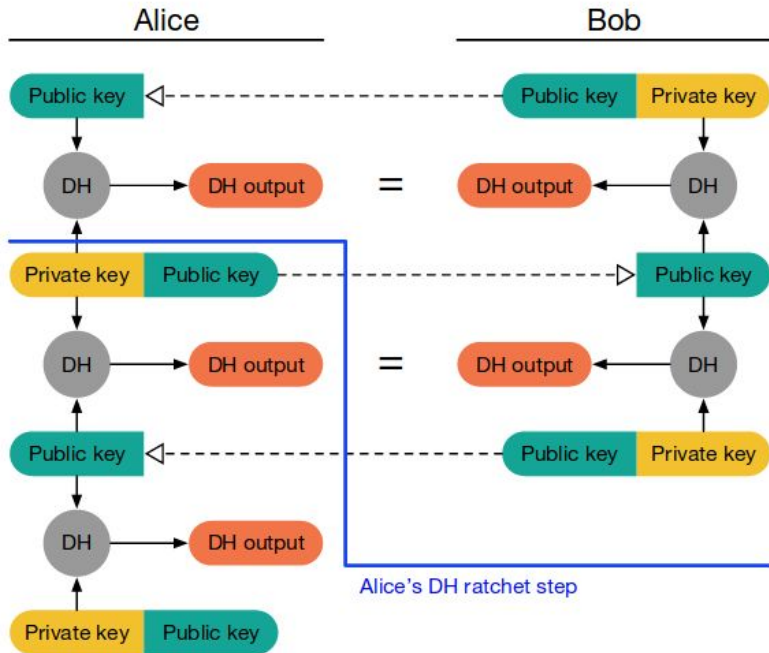 Alice Bob
Public key Public key Private key
DH DH output = DH output DH
Private key Public key Public key
DH DH output = DH output DH
Public key Public key Private key
DH DH output
Alice's DH ratchet step
Private key Public key